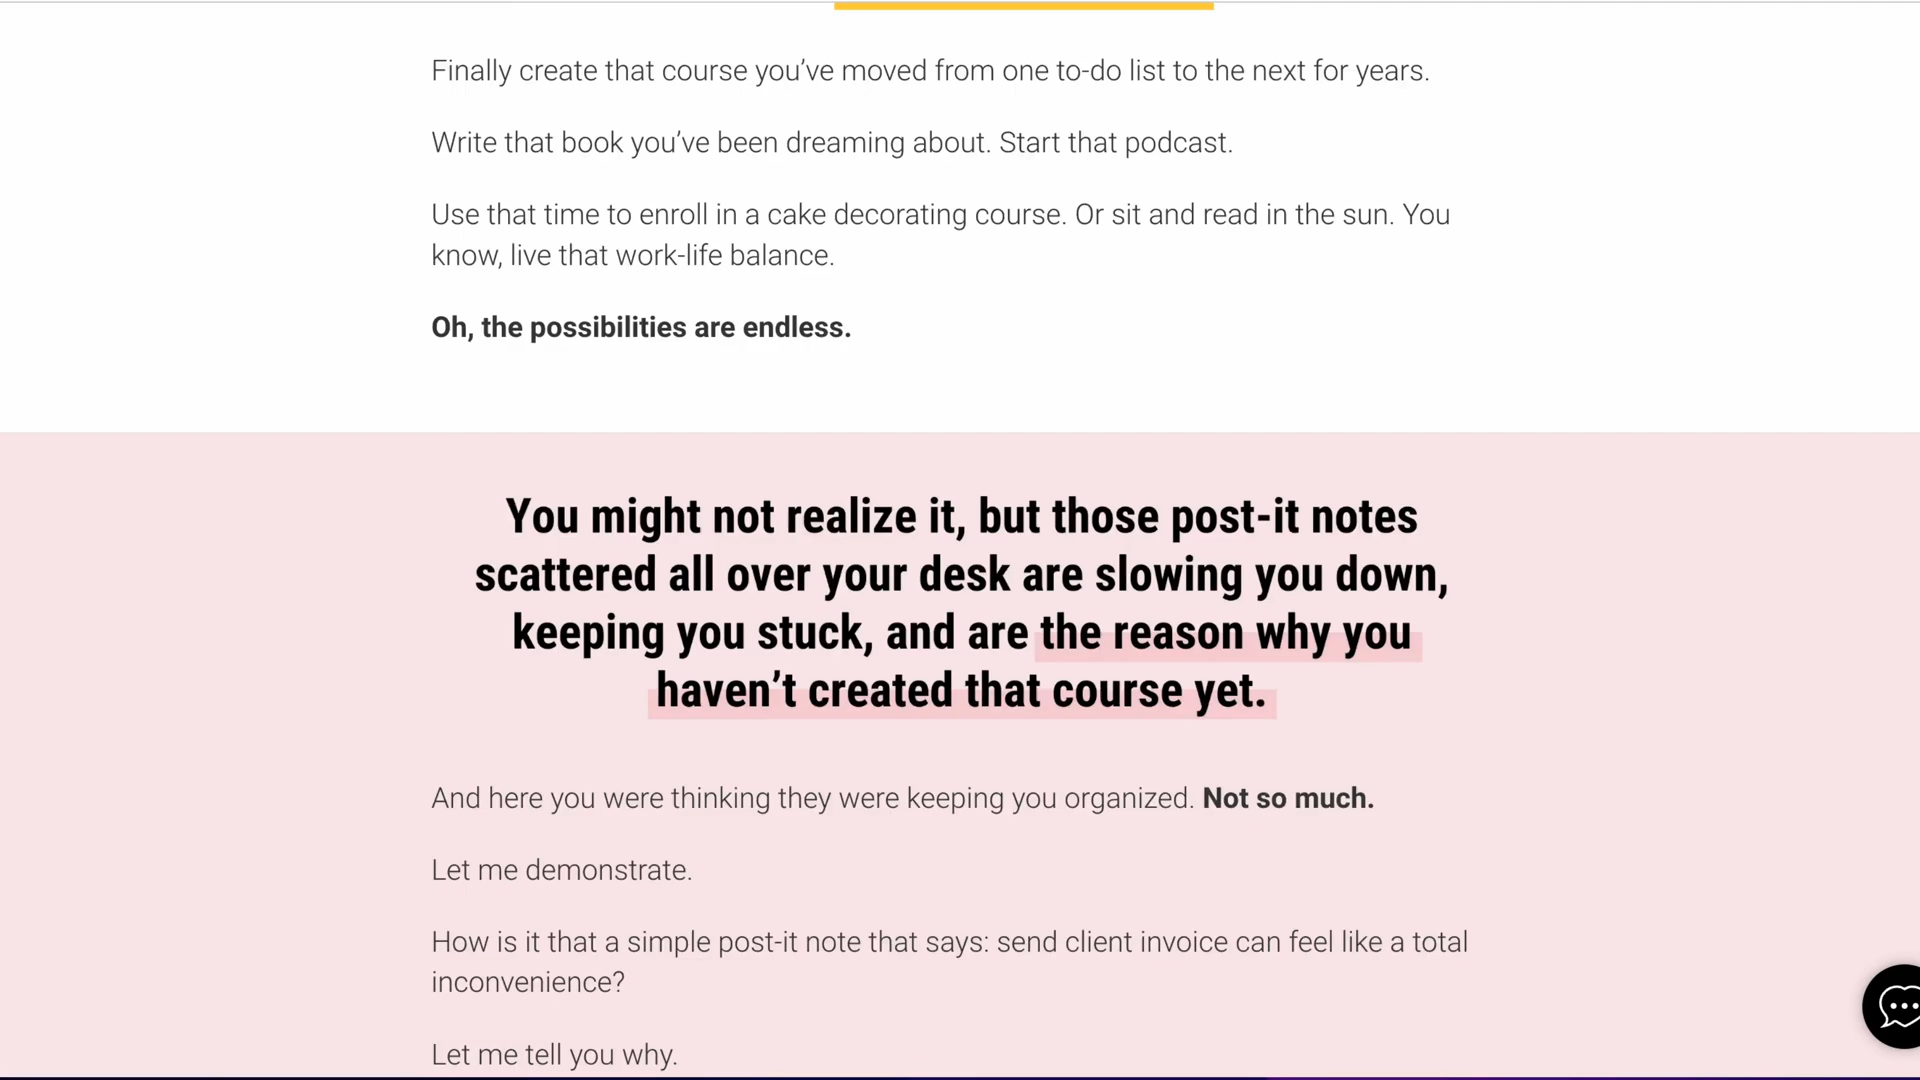 Finally create that course you’ve moved from one to-do list to the next for years.
Write that book you’ve been dreaming about. Start that podcast.
Use that time to enroll in a cake decorating course. Or sit and read in the sun. You
know, live that work-life balance.
Oh, the possibilities are endless.
You might not realize it, but those post-it notes
scattered all over your desk are slowing you down,
keeping you stuck, and are the reason why you
haven’t created that course yet.
And here you were thinking they were keeping you organized. Not so much.
Let me demonstrate.
How is it that a simple post-it note that says: send client invoice can feel like a total
inconvenience?
Let me tell you why.